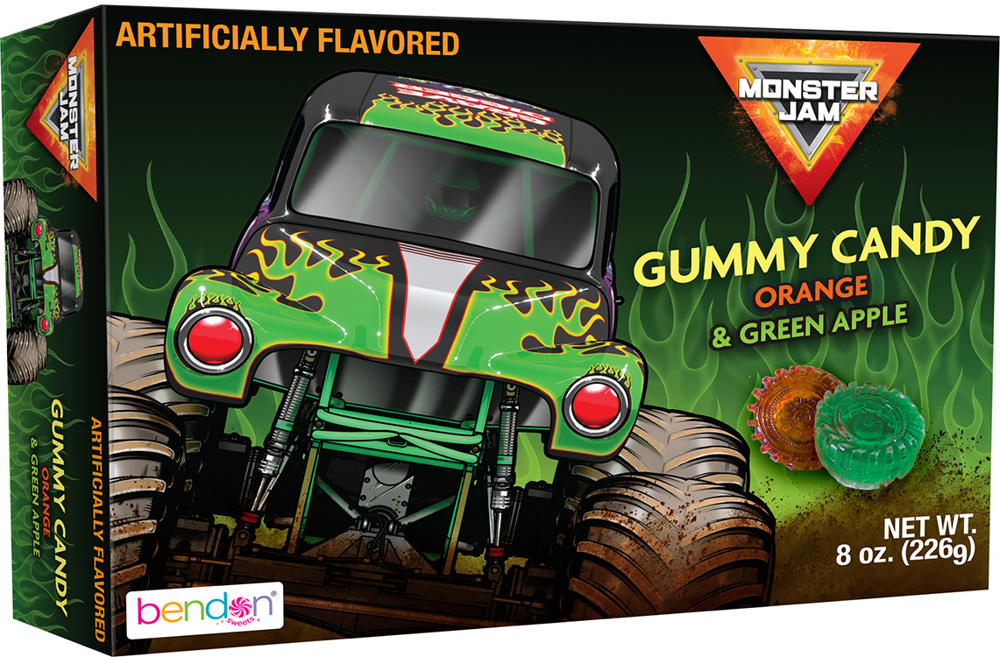 ARTIFICIALLY FLAVORED
MONSTER
JAM
GUMMY CANDY
ORANGE
& GREEN APPLE
NET WT.
8 oz. (226g)
bendon®
sweets
MONSTER
JAM
GUMMY CANDY
ORANGE
& GREEN APPLE
ARTIFICIALLY FLAVORED